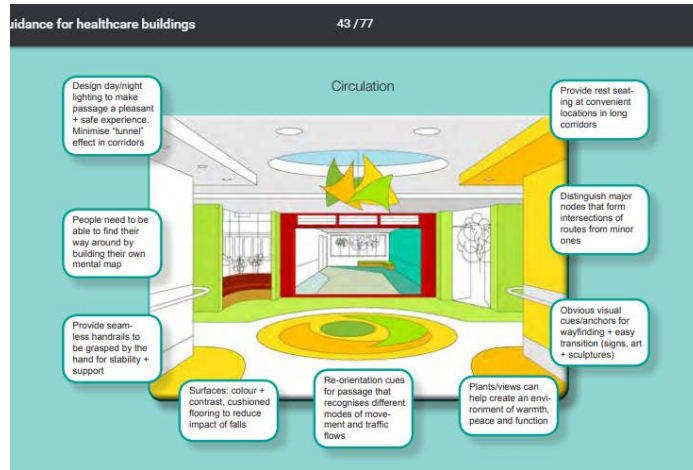 uidance for healthcare buildings
43 / 77
Circulation
Design day/night
lighting to make
passage a pleasant
+ safe experience.
Minimise “tunnel”
effect in corridors
Provide rest seat-
ing at convenient
locations in long
corridors
People need to be
able to find their
way around by
building their own
mental map
Distinguish major
nodes that form
intersections of
routes from minor
ones
Provide seam-
less handrails to
be grasped by the
hand for stability +
support
Obvious visual
cues/anchors for
wayfinding + easy
transition (signs, art
+ sculptures)
Surfaces: colour +
contrast, cushioned
flooring to reduce
impact of falls
Re-orientation cues
for passage that
recognises different
modes of move-
ment and traffic
flows
Plants/views can
help create an envi-
ronment of warmth,
peace and function